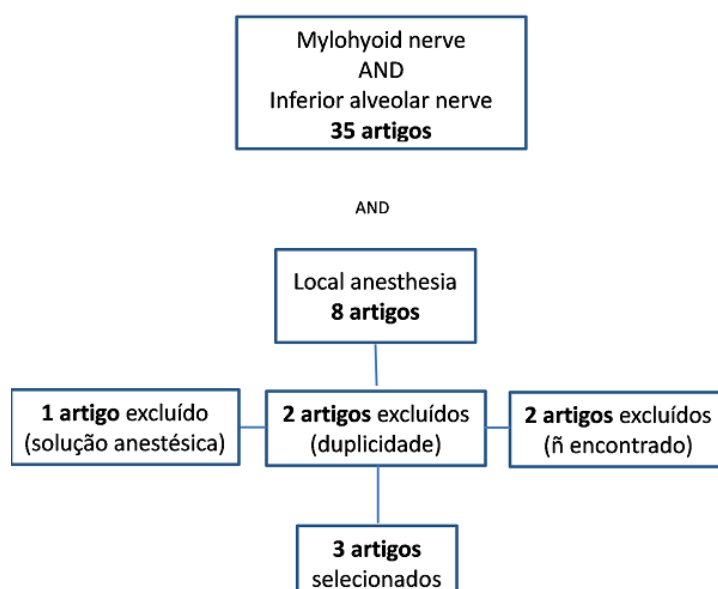 Mylohyoid nerve
AND
Inferior alveolar nerve
35 artigos
AND
Local anesthesia
8 artigos
1 artigo excluído
(solução anestésica)
2 artigos excluídos
(duplicidade)
2 artigos excluídos
(ñ encontrado)
3 artigos
selecionados